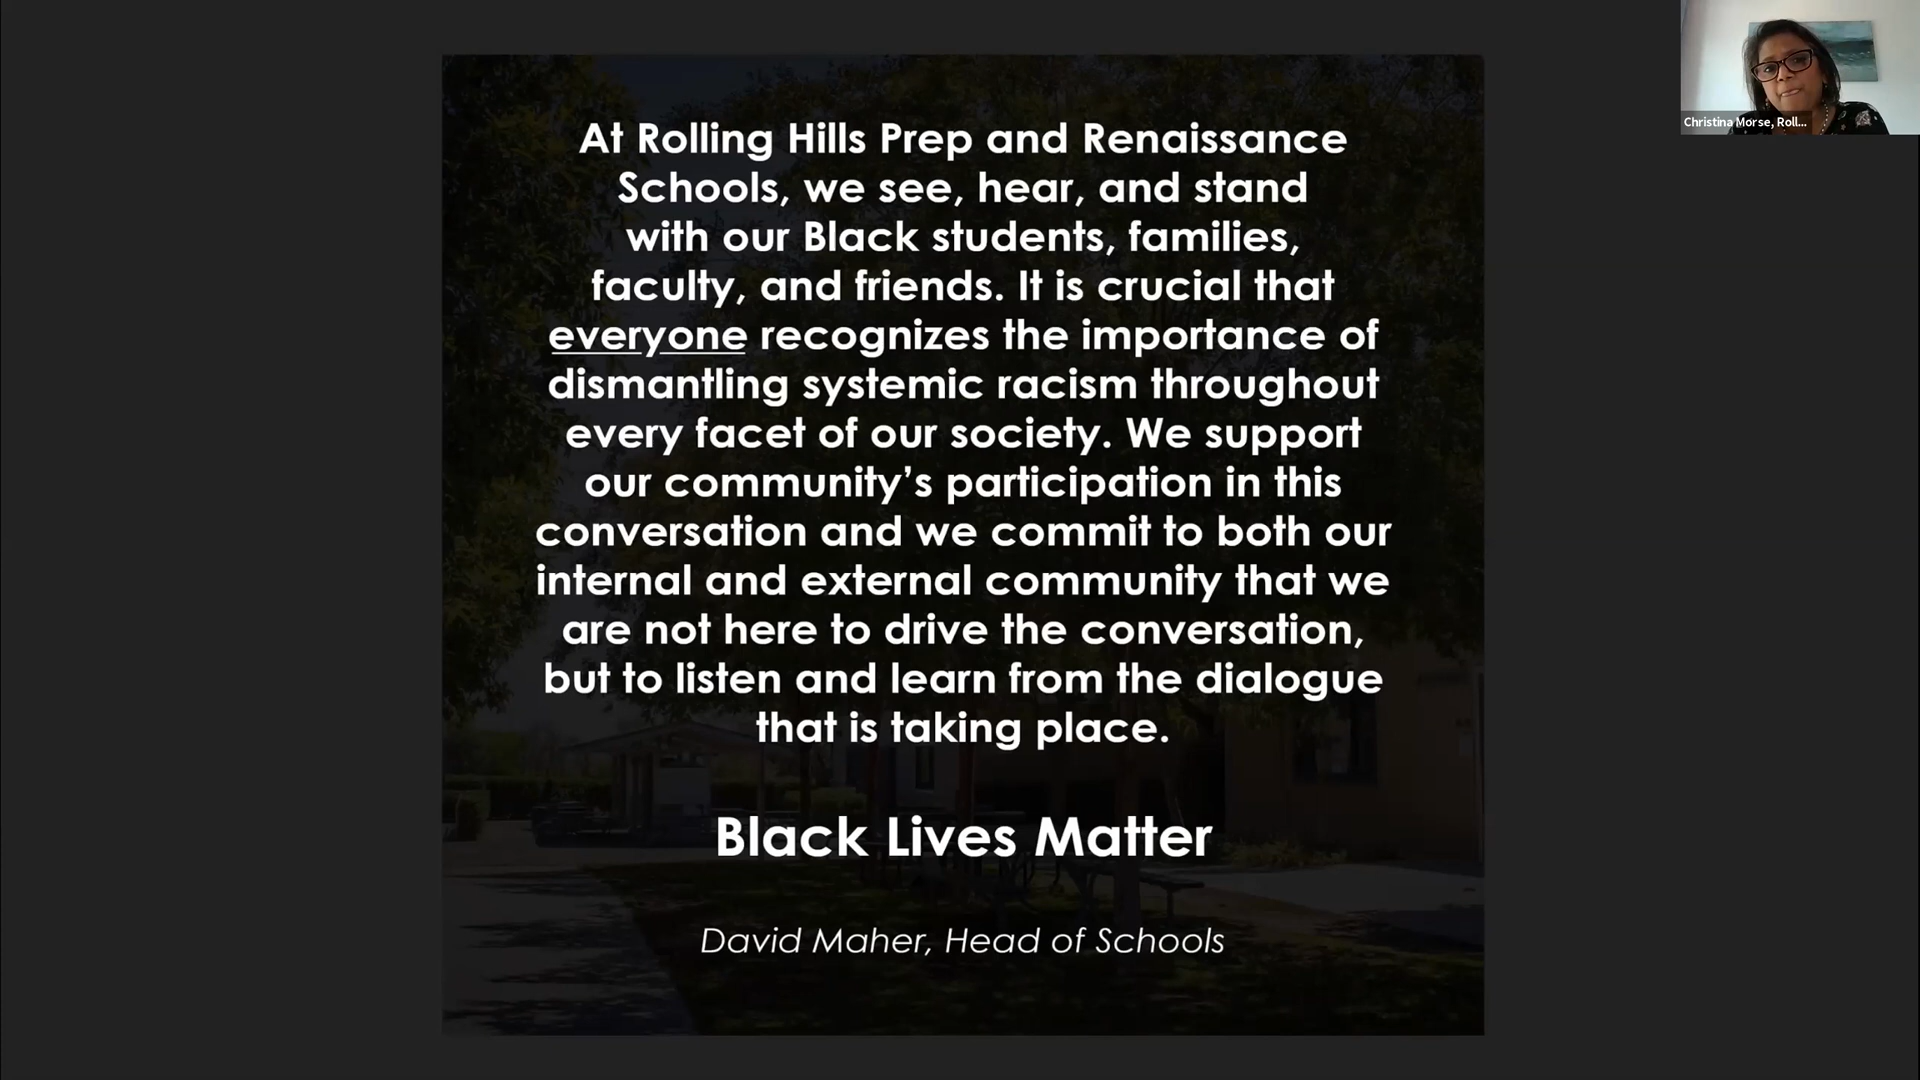 At Rolling Hills Prep and Renaissance
Schools, we see, hear, and stand
with our Black students, families,
faculty, and friends. It is crucial that
everyone recognizes the importance of
dismantling systemic racism throughout
every facet of our society. We support
our community’s participation in this
conversation and we commit to both our
internal and external community that we
are not here to drive the conversation,
but to listen and learn from the dialogue
that is taking place.
Black Lives Matter
David Maher, Head of Schools
Christina Morse, Roll...